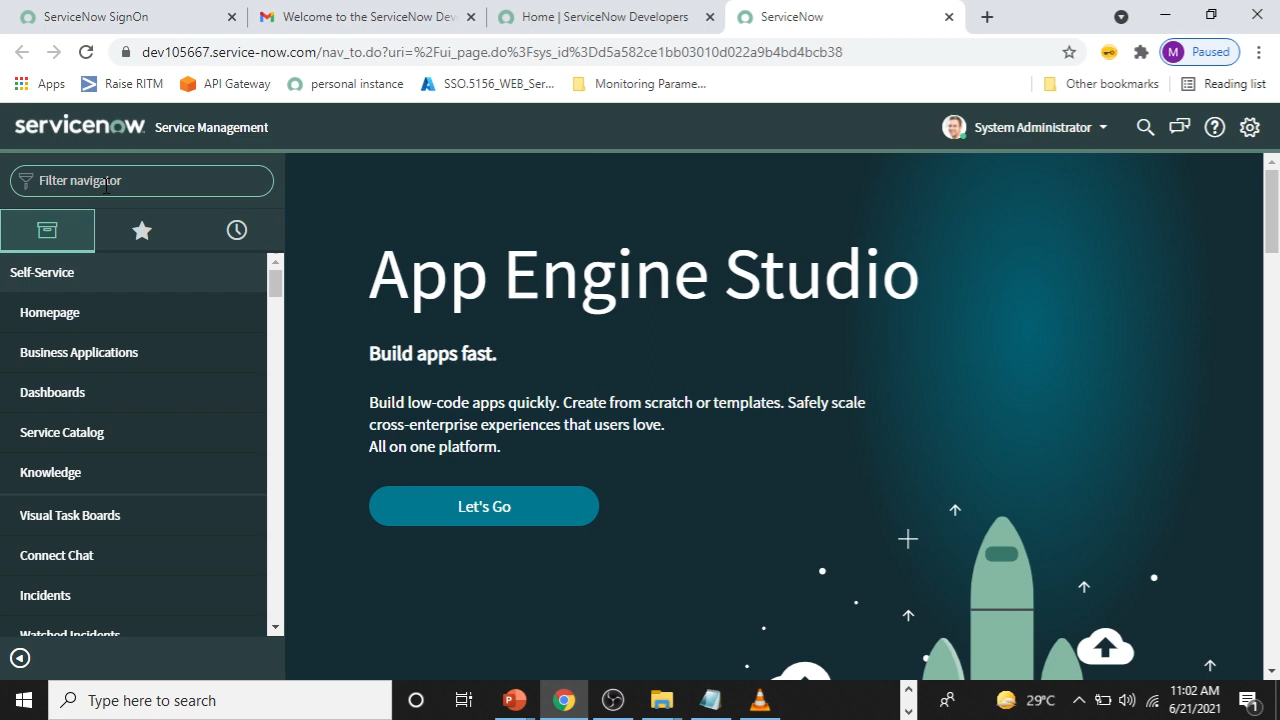 ServiceNow SignOn
Welcome to the ServiceNow Dev
Home | ServiceNow Developers
ServiceNow
dev105667.service-now.com/nav_to.do?uri=%2Fui_page.do%3Fsys_id%3Dd5a582ce1bb03010d022a9b4bd4bcb38
M Paused
Apps
Raise RITM
API Gateway
personal instance
SSO.5156_WEB_Ser...
Monitoring Parame...
Other bookmarks
Reading list
servicenow Service Management
System Administrator
Filter navigator
Self-Service
Homepage
Business Applications
Dashboards
Service Catalog
Knowledge
Visual Task Boards
Connect Chat
Incidents
Watched Incidents
App Engine Studio
Build apps fast.
Build low-code apps quickly. Create from scratch or templates. Safely scale
cross-enterprise experiences that users love.
All on one platform.
Let's Go
Type here to search
29°C
11:02 AM
6/21/2021
1